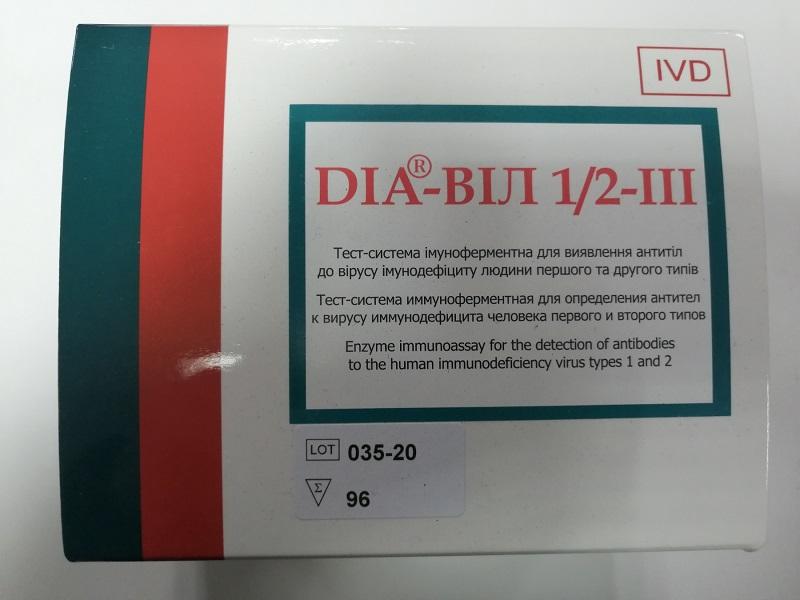 IVD
DIA®-ВІЛ 1/2-III
Тест-система імуноферментна для виявлення антитіл
до вірусу імунодефіциту людини першого та другого типів
Тест-система иммуноферментная для определения антител
к вирусу иммунодефицита человека первого и второго типов
Enzyme immunoassay for the detection of antibodies
to the human immunodeficiency virus types 1 and 2
LOT 035-20
Σ 96